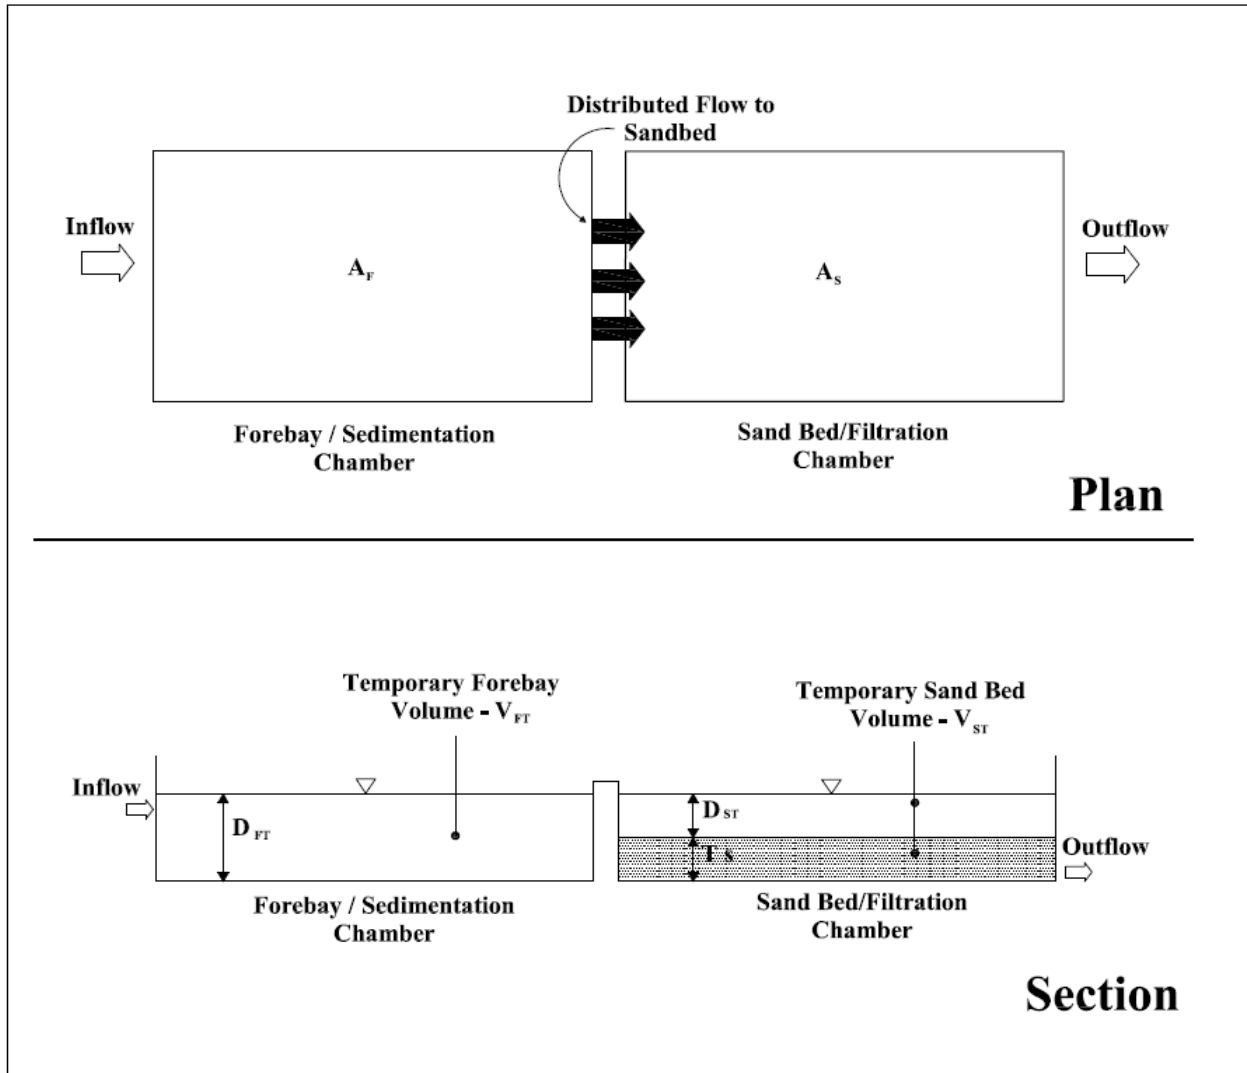 Distributed Flow to
Sandbed
Inflow
Outflow
A_F
A_S
Forebay / Sedimentation
Chamber
Sand Bed/Filtration
Chamber
Plan
Temporary Forebay
Volume - V_FT
Temporary Sand Bed
Volume - V_ST
Inflow
D_FT
D_ST
T s
Outflow
Forebay / Sedimentation
Chamber
Sand Bed/Filtration
Chamber
Section